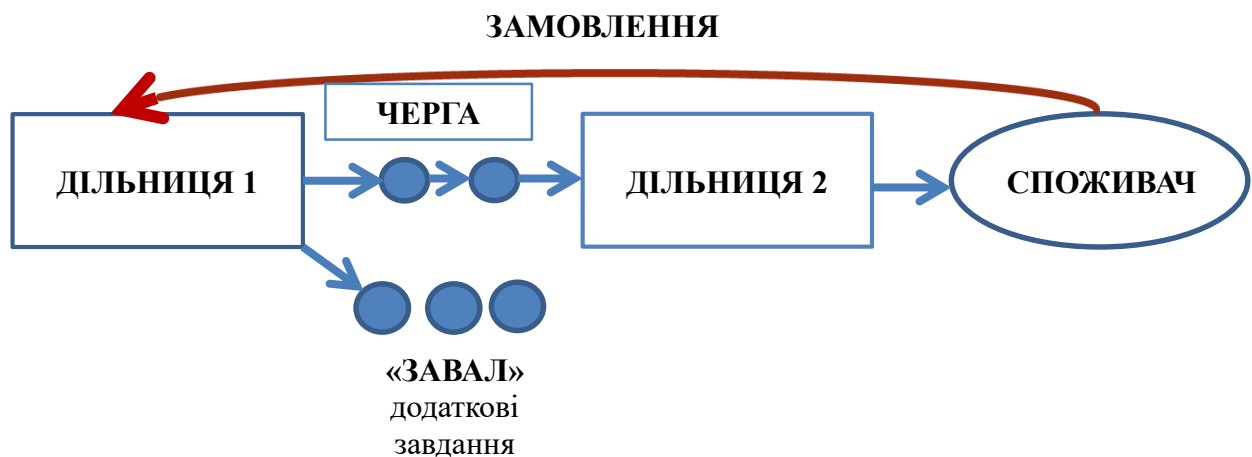 ЗАМОВЛЕННЯ
ЧЕРГА
ДІЛЬНИЦЯ 1
ДІЛЬНИЦЯ 2
СПОЖИВАЧ
«ЗАВАЛ»
додаткові
завдання